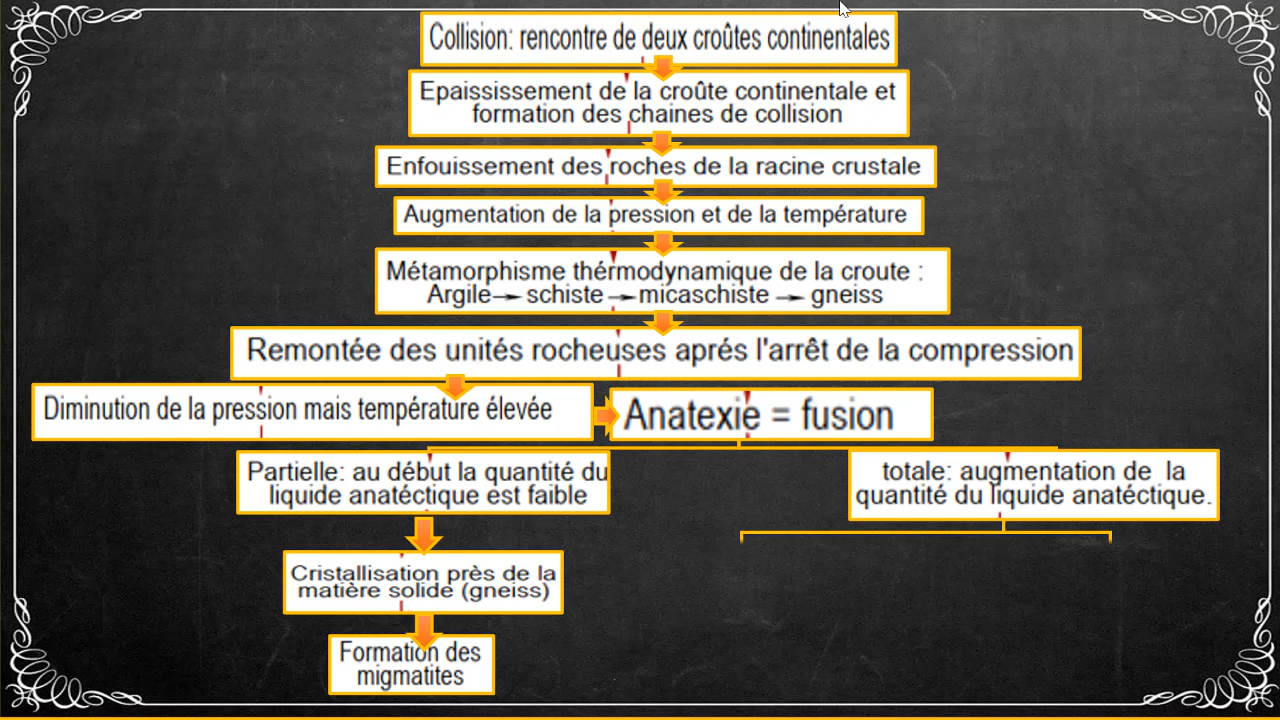 Collision: rencontre de deux croûtes continentales
Epaississement de la croûte continentale et
formation des chaines de collision
Enfouissement des roches de la racine crustale
Augmentation de la pression et de la température
Métamorphisme thérmodynamique de la croute :
Argile→ schiste →micaschiste → gneiss
Remontée des unités rocheuses aprés l'arrêt de la compression
Diminution de la pression mais température élevée
Anatexie = fusion
Partielle: au début la quantité du
liquide anatéctique est faible
totale: augmentation de la
quantité du liquide anatéctique.
Cristallisation près de la
matière solide (gneiss)
Formation des
migmatites